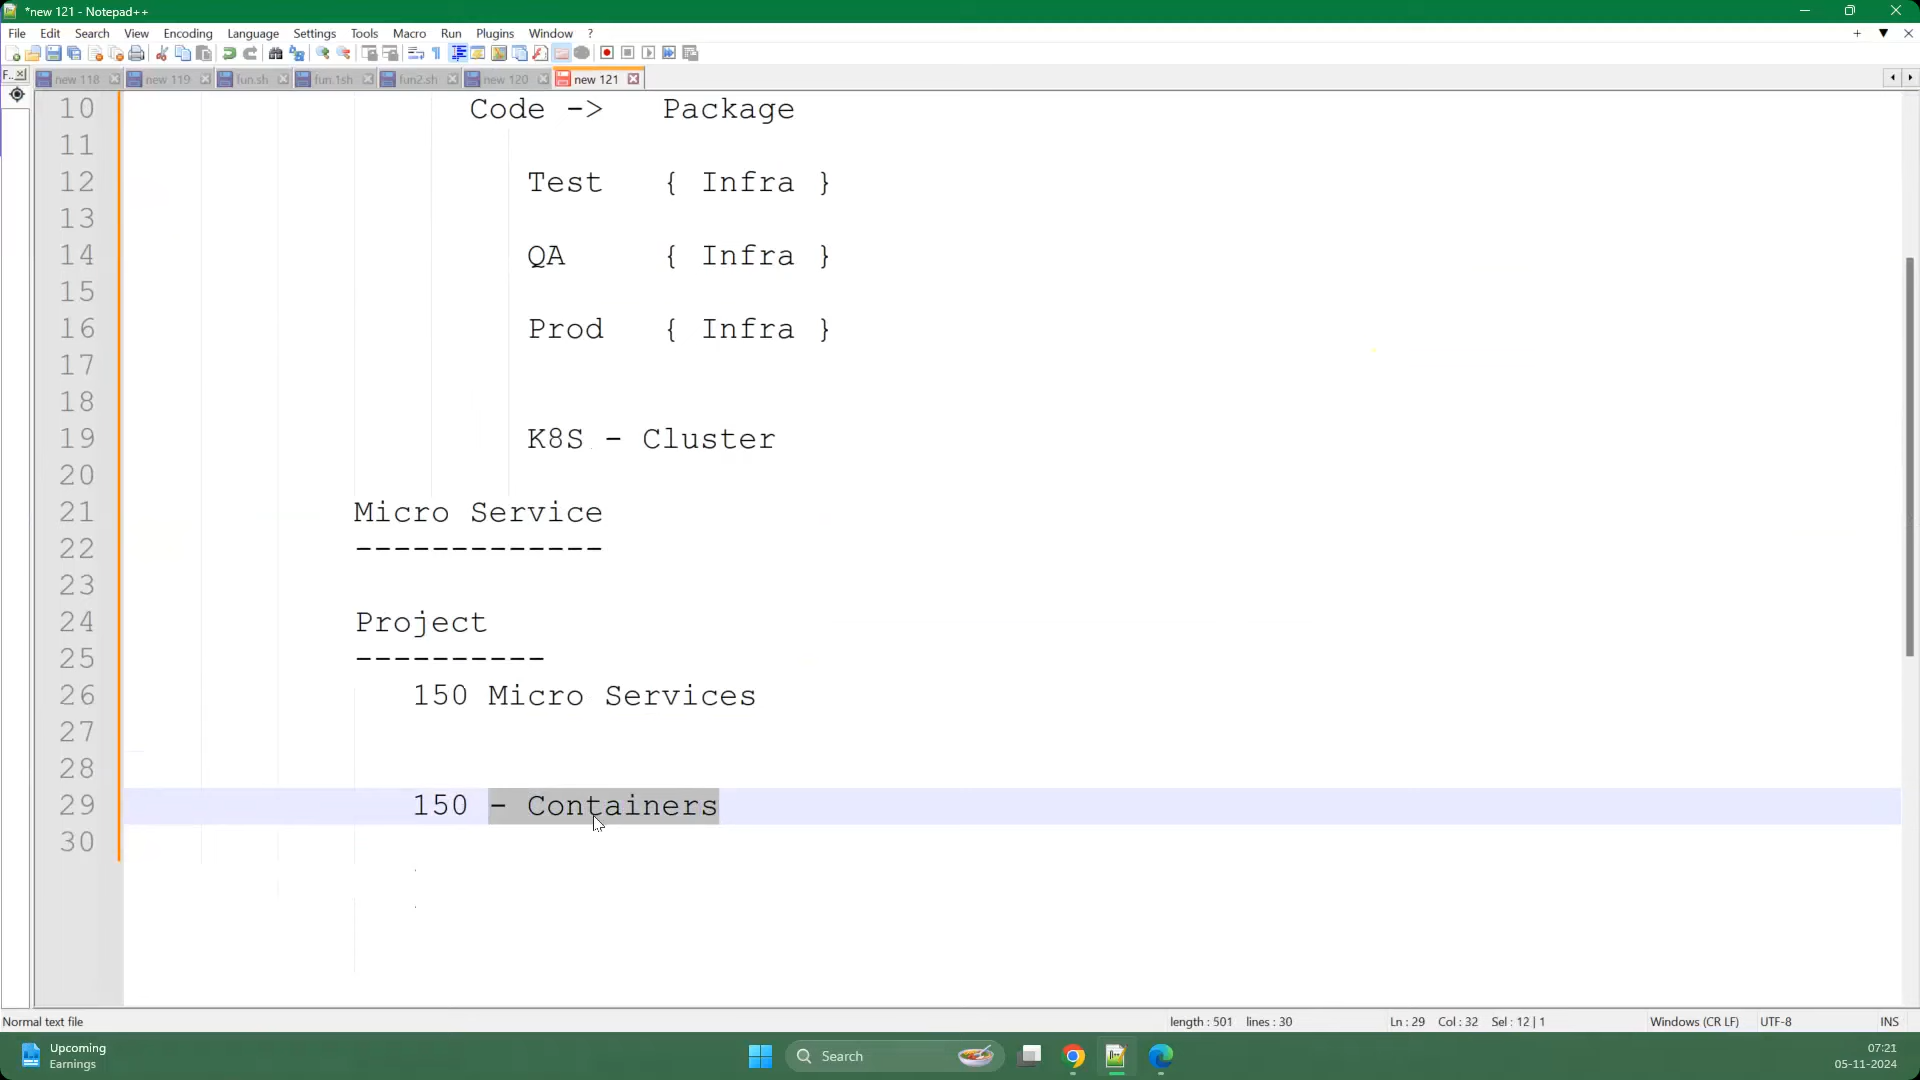 *new 121 - Notepad++
File Edit Search View Encoding Language Settings Tools Macro Run Plugins Window ?
F...
new 118 new 119 fun.sh fun.1sh fun2.sh new 120 new 121
10 Code -> Package
11
12 Test { Infra }
13
14 QA { Infra }
15
16 Prod { Infra }
17
18
19 K8S - Cluster
20
21 Micro Service
22 -------------
23
24 Project
25 ----------
26 150 Micro Services
27
28
29 150 - Containers
30
Normal text file length : 501 lines : 30 Ln : 29 Col : 32 Sel : 12 | 1 Windows (CR LF) UTF-8 INS
Upcoming
Earnings
Search
07:21
05-11-2024